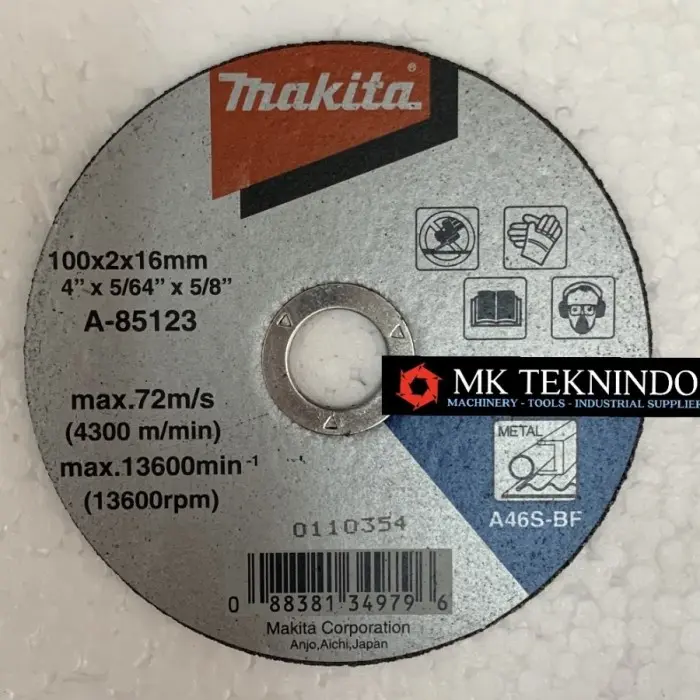 makita®
100x2x16mm
4” x 5/64” x 5/8”
A-85123
max.72m/s
(4300 m/min)
max.13600min⁻¹
(13600rpm)
MK TEKNINDO
MACHINERY - TOOLS - INDUSTRIAL SUPPLIER
METAL
A46S-BF
0110354
0 88381 34979 6
Makita Corporation
Anjo,Aichi,Japan